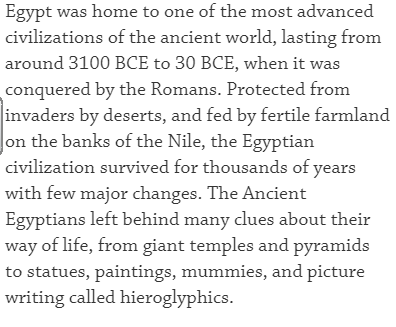 Egypt was home to one of the most advanced
civilizations of the ancient world, lasting from
around 3100 BCE to 30 BCE, when it was
conquered by the Romans. Protected from
invaders by deserts, and fed by fertile farmland
on the banks of the Nile, the Egyptian
civilization survived for thousands of years
with few major changes. The Ancient
Egyptians left behind many clues about their
way of life, from giant temples and pyramids
to statues, paintings, mummies, and picture
writing called hieroglyphics.